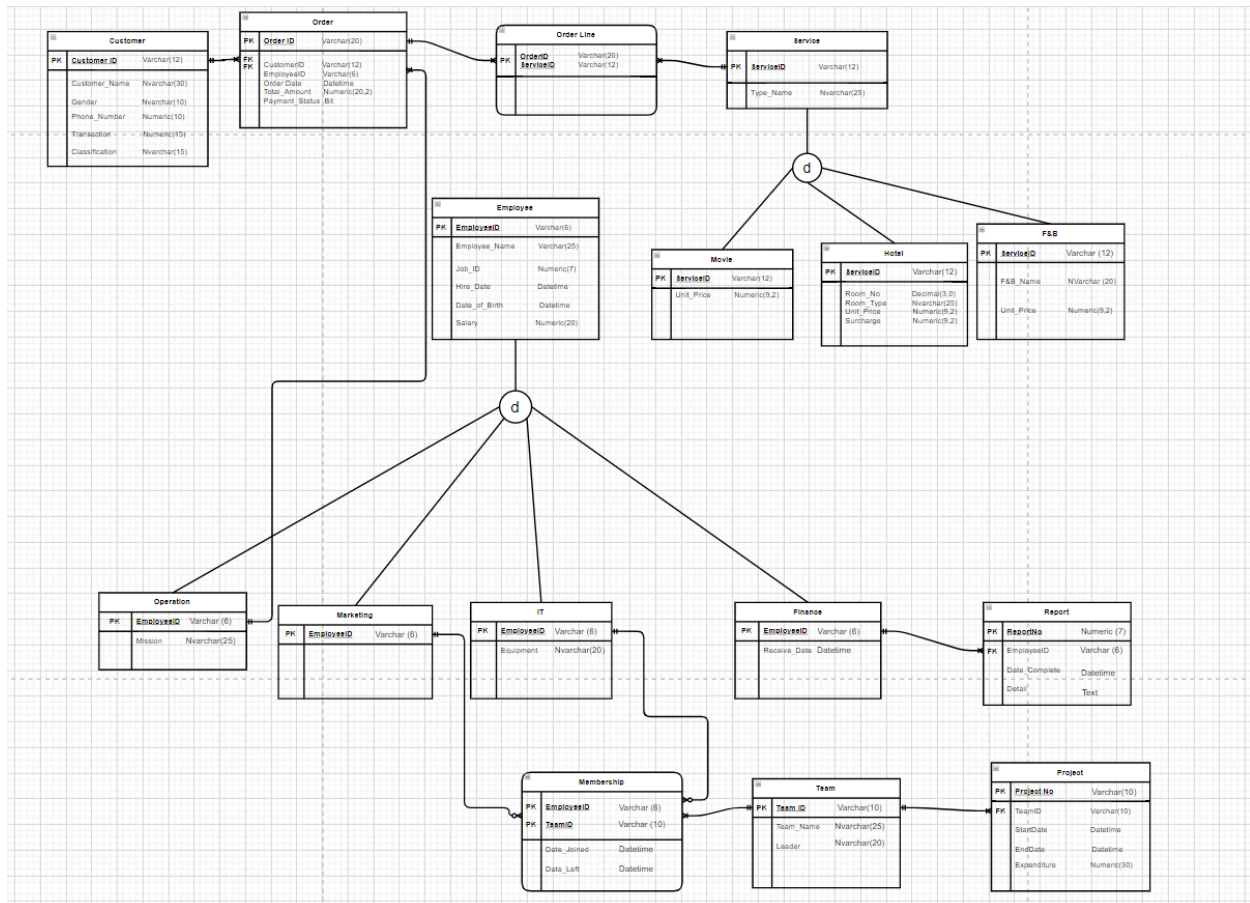 Customer
PK Customer ID Varchar(12)
Customer_Name Nvarchar(30)
Gender Nvarchar(10)
Phone_Number Numeric(10)
Transaction Numeric(15)
Classification Nvarchar(15)
Order
PK Order ID Varchar(20)
FK CustomerID Varchar(12)
FK EmployeeID Varchar(6)
Order Date Datetime
Total_Amount Numeric(20,2)
Payment_Status Bit
Order Line
PK OrderID Varchar(20)
ServiceID Varchar(12)
Service
PK ServiceID Varchar(12)
Type_Name Nvarchar(25)
d
Employee
PK EmployeeID Varchar(6)
Employee_Name Varchar(25)
Job_ID Numeric(7)
Hire_Date Datetime
Date_of_Birth Datetime
Salary Numeric(20)
Movie
PK ServiceID Varchar(12)
Unit_Price Numeric(9,2)
Hotel
PK ServiceID Varchar(12)
Room_No Decimal(3,0)
Room_Type Nvarchar(25)
Unit_Price Numeric(9,2)
Surcharge Numeric(9,2)
F&B
PK ServiceID Varchar (12)
F&B_Name NVarchar (20)
Unit_Price Numeric(9,2)
d
Operation
PK EmployeeID Varchar (6)
Mission Nvarchar(25)
Marketing
PK EmployeeID Varchar (6)
IT
PK EmployeeID Varchar (6)
Equipment Nvarchar(20)
Finance
PK EmployeeID Varchar (6)
Receive_Date Datetime
Report
PK ReportNo Numeric (7)
FK EmployeeID Varchar (6)
Date_Complete Datetime
Detail Text
Membership
PK EmployeeID Varchar (6)
PK TeamID Varchar (10)
Date_Joined Datetime
Date_Left Datetime
Team
PK Team ID Varchar(10)
Team_Name Nvarchar(25)
Leader Nvarchar(20)
Project
PK Project No Varchar(10)
FK TeamID Varchar(10)
StartDate Datetime
EndDate Datetime
Expenditure Numeric(30)